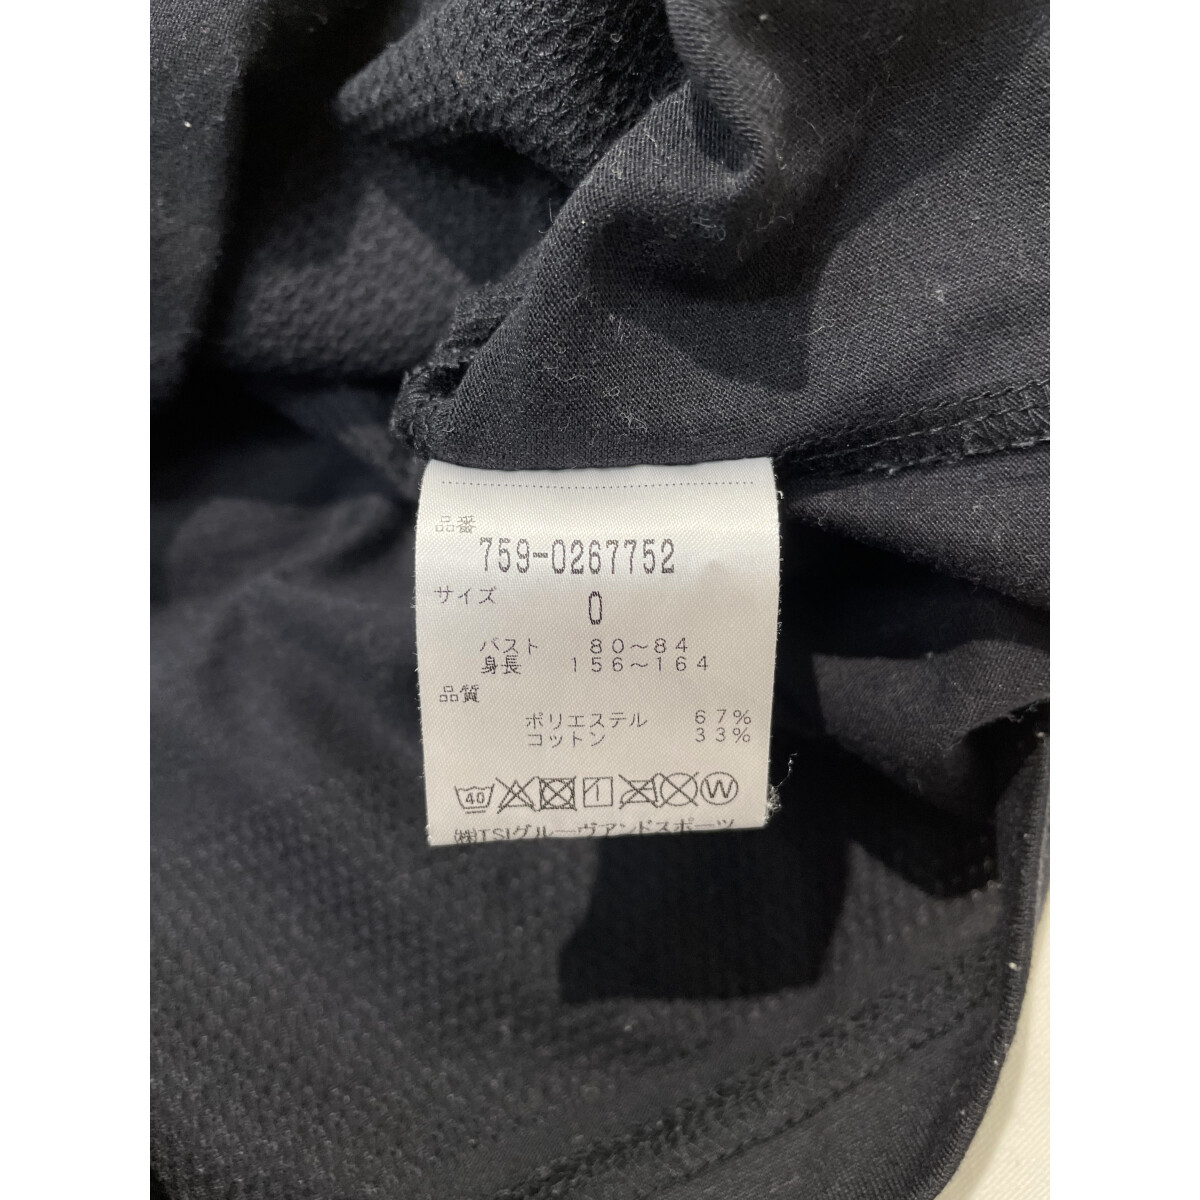 品番
759-0267752
サイズ
0
バスト 80～84
身長 156～164
品質
ポリエステル 67%
コットン 33%
40 W
㈱TSIグルーヴアンドスポーツ